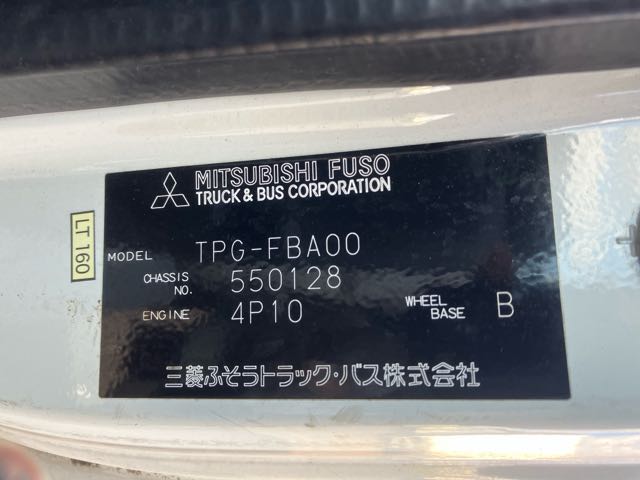 MITSUBISHI FUSO
TRUCK & BUS CORPORATION
LT160
MODEL TPG-FBA00
CHASSIS NO. 550128
ENGINE 4P10 WHEEL BASE B
三菱ふそうトラック・バス株式会社